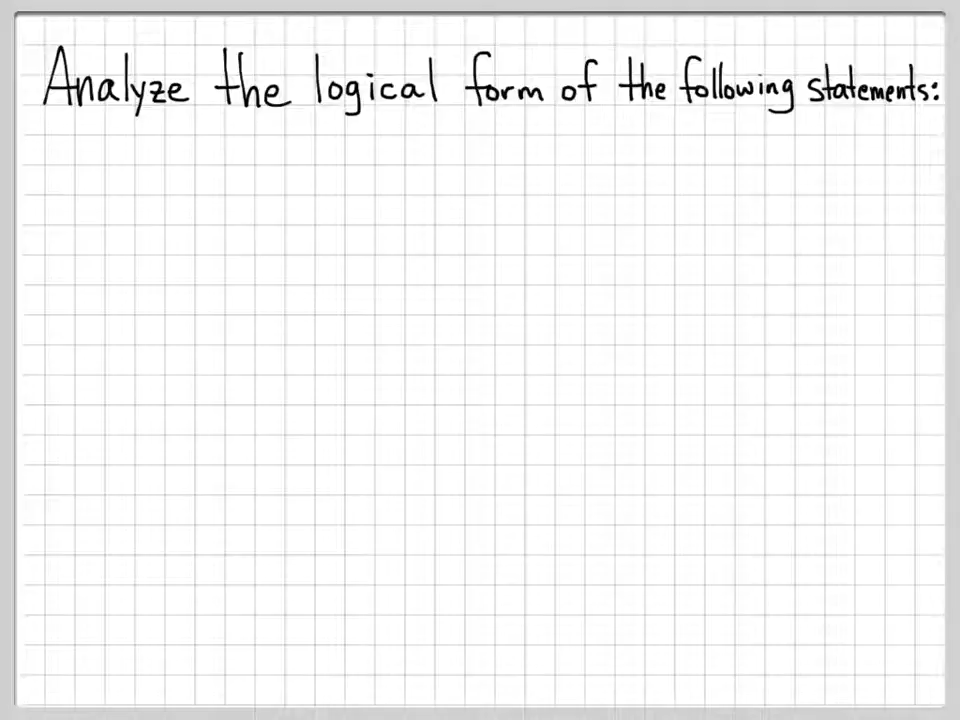 Analyze the logical form of the following statements: